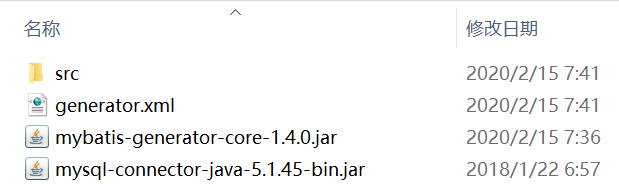 名称 修改日期
src 2020/2/15 7:41
generator.xml 2020/2/15 7:41
mybatis-generator-core-1.4.0.jar 2020/2/15 7:36
mysql-connector-java-5.1.45-bin.jar 2018/1/22 6:57